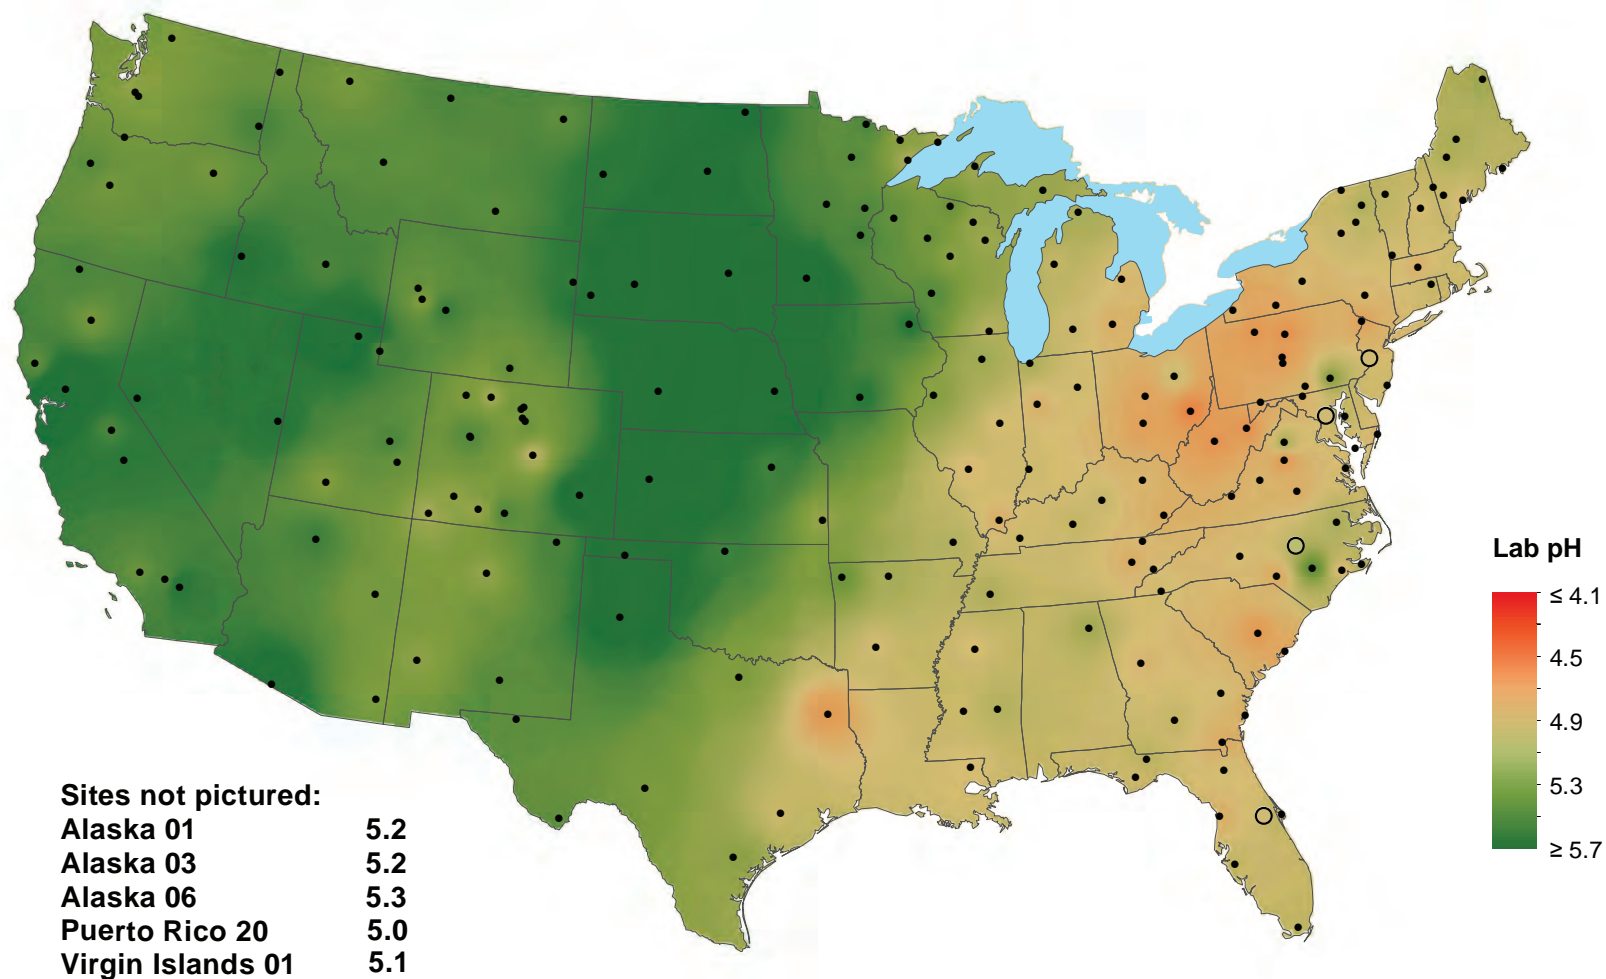 Lab pH
≤ 4.1
4.5
4.9
5.3
≥ 5.7
Sites not pictured:
Alaska 01 5.2
Alaska 03 5.2
Alaska 06 5.3
Puerto Rico 20 5.0
Virgin Islands 01 5.1